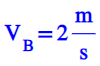 V_B = 2 m/s